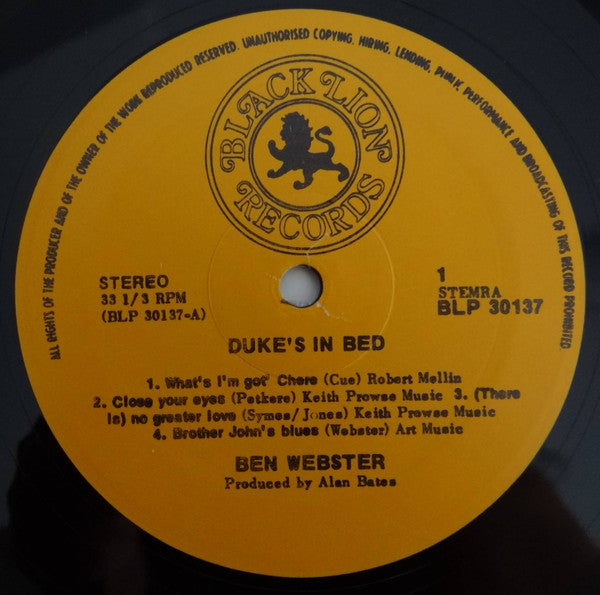 ALL RIGHTS OF THE PRODUCER AND OF THE OWNER OF THE WORK REPRODUCED RESERVED. UNAUTHORISED COPYING, HIRING, LENDING, PUBLIC PERFORMANCE AND BROADCASTING OF THIS RECORD PROHIBITED
BLACK LION
RECORDS
STEREO
33 1/3 RPM
(BLP 30137-A)
1
STEMRA
BLP 30137
DUKE'S IN BED
1. What's I'm got' Chere (Cue) Robert Mellin
2. Close your eyes (Petkere) Keith Prowse Music 3. (There
is) no greater love (Symes/Jones) Keith Prowse Music
4. Brother John's blues (Webster) Art Music
BEN WEBSTER
Produced by Alan Bates